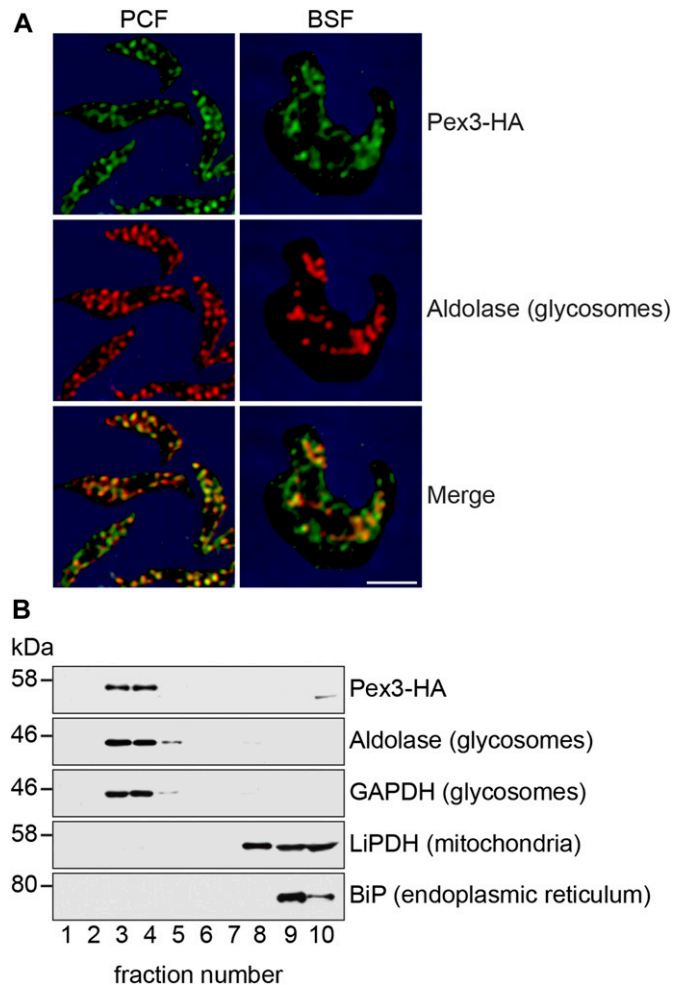 A
PCF BSF
Pex3-HA
Aldolase (glycosomes)
Merge
B
kDa
58 Pex3-HA
46 Aldolase (glycosomes)
46 GAPDH (glycosomes)
58 LiPDH (mitochondria)
80 BiP (endoplasmic reticulum)
1 2 3 4 5 6 7 8 9 10
fraction number